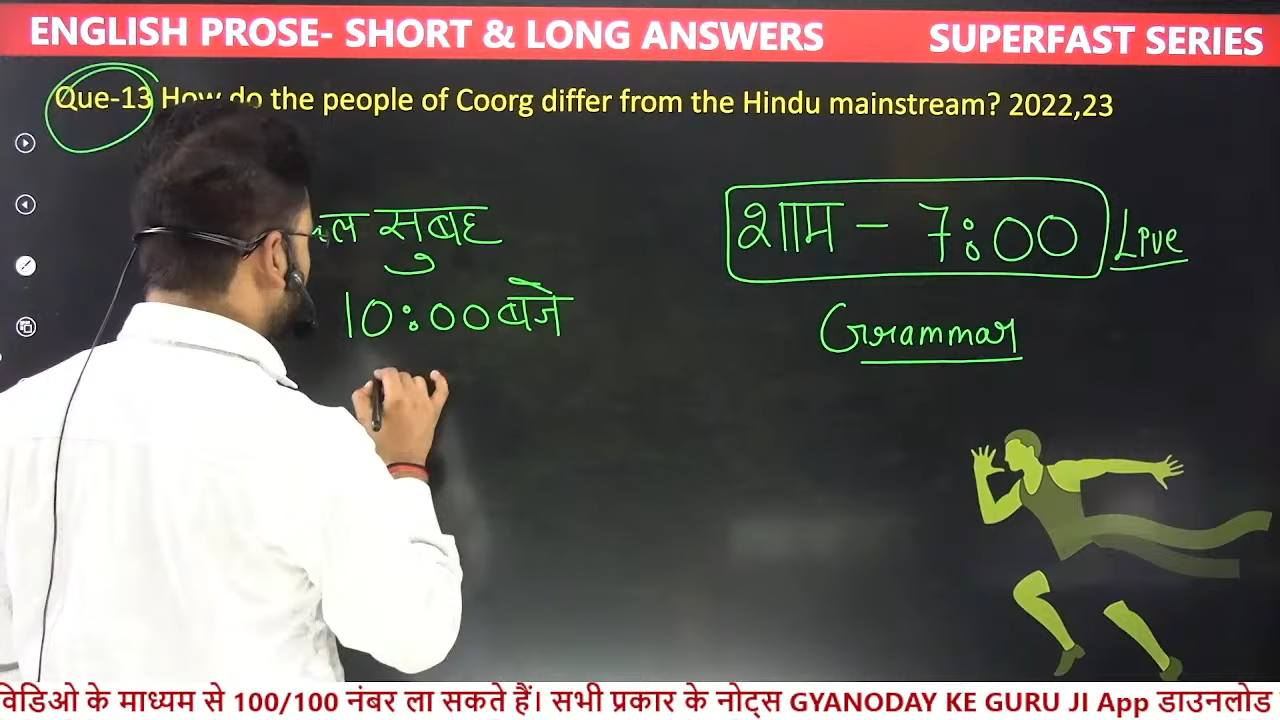 ENGLISH PROSE- SHORT & LONG ANSWERS SUPERFAST SERIES
Que-13 How do the people of Coorg differ from the Hindu mainstream? 2022,23
सुबह
10:00 बजे
शाम - 7:00 Live
Grammar
विडिओ के माध्यम से 100/100 नंबर ला सकते हैं। सभी प्रकार के नोट्स GYANODAY KE GURU JI App डाउनलोड